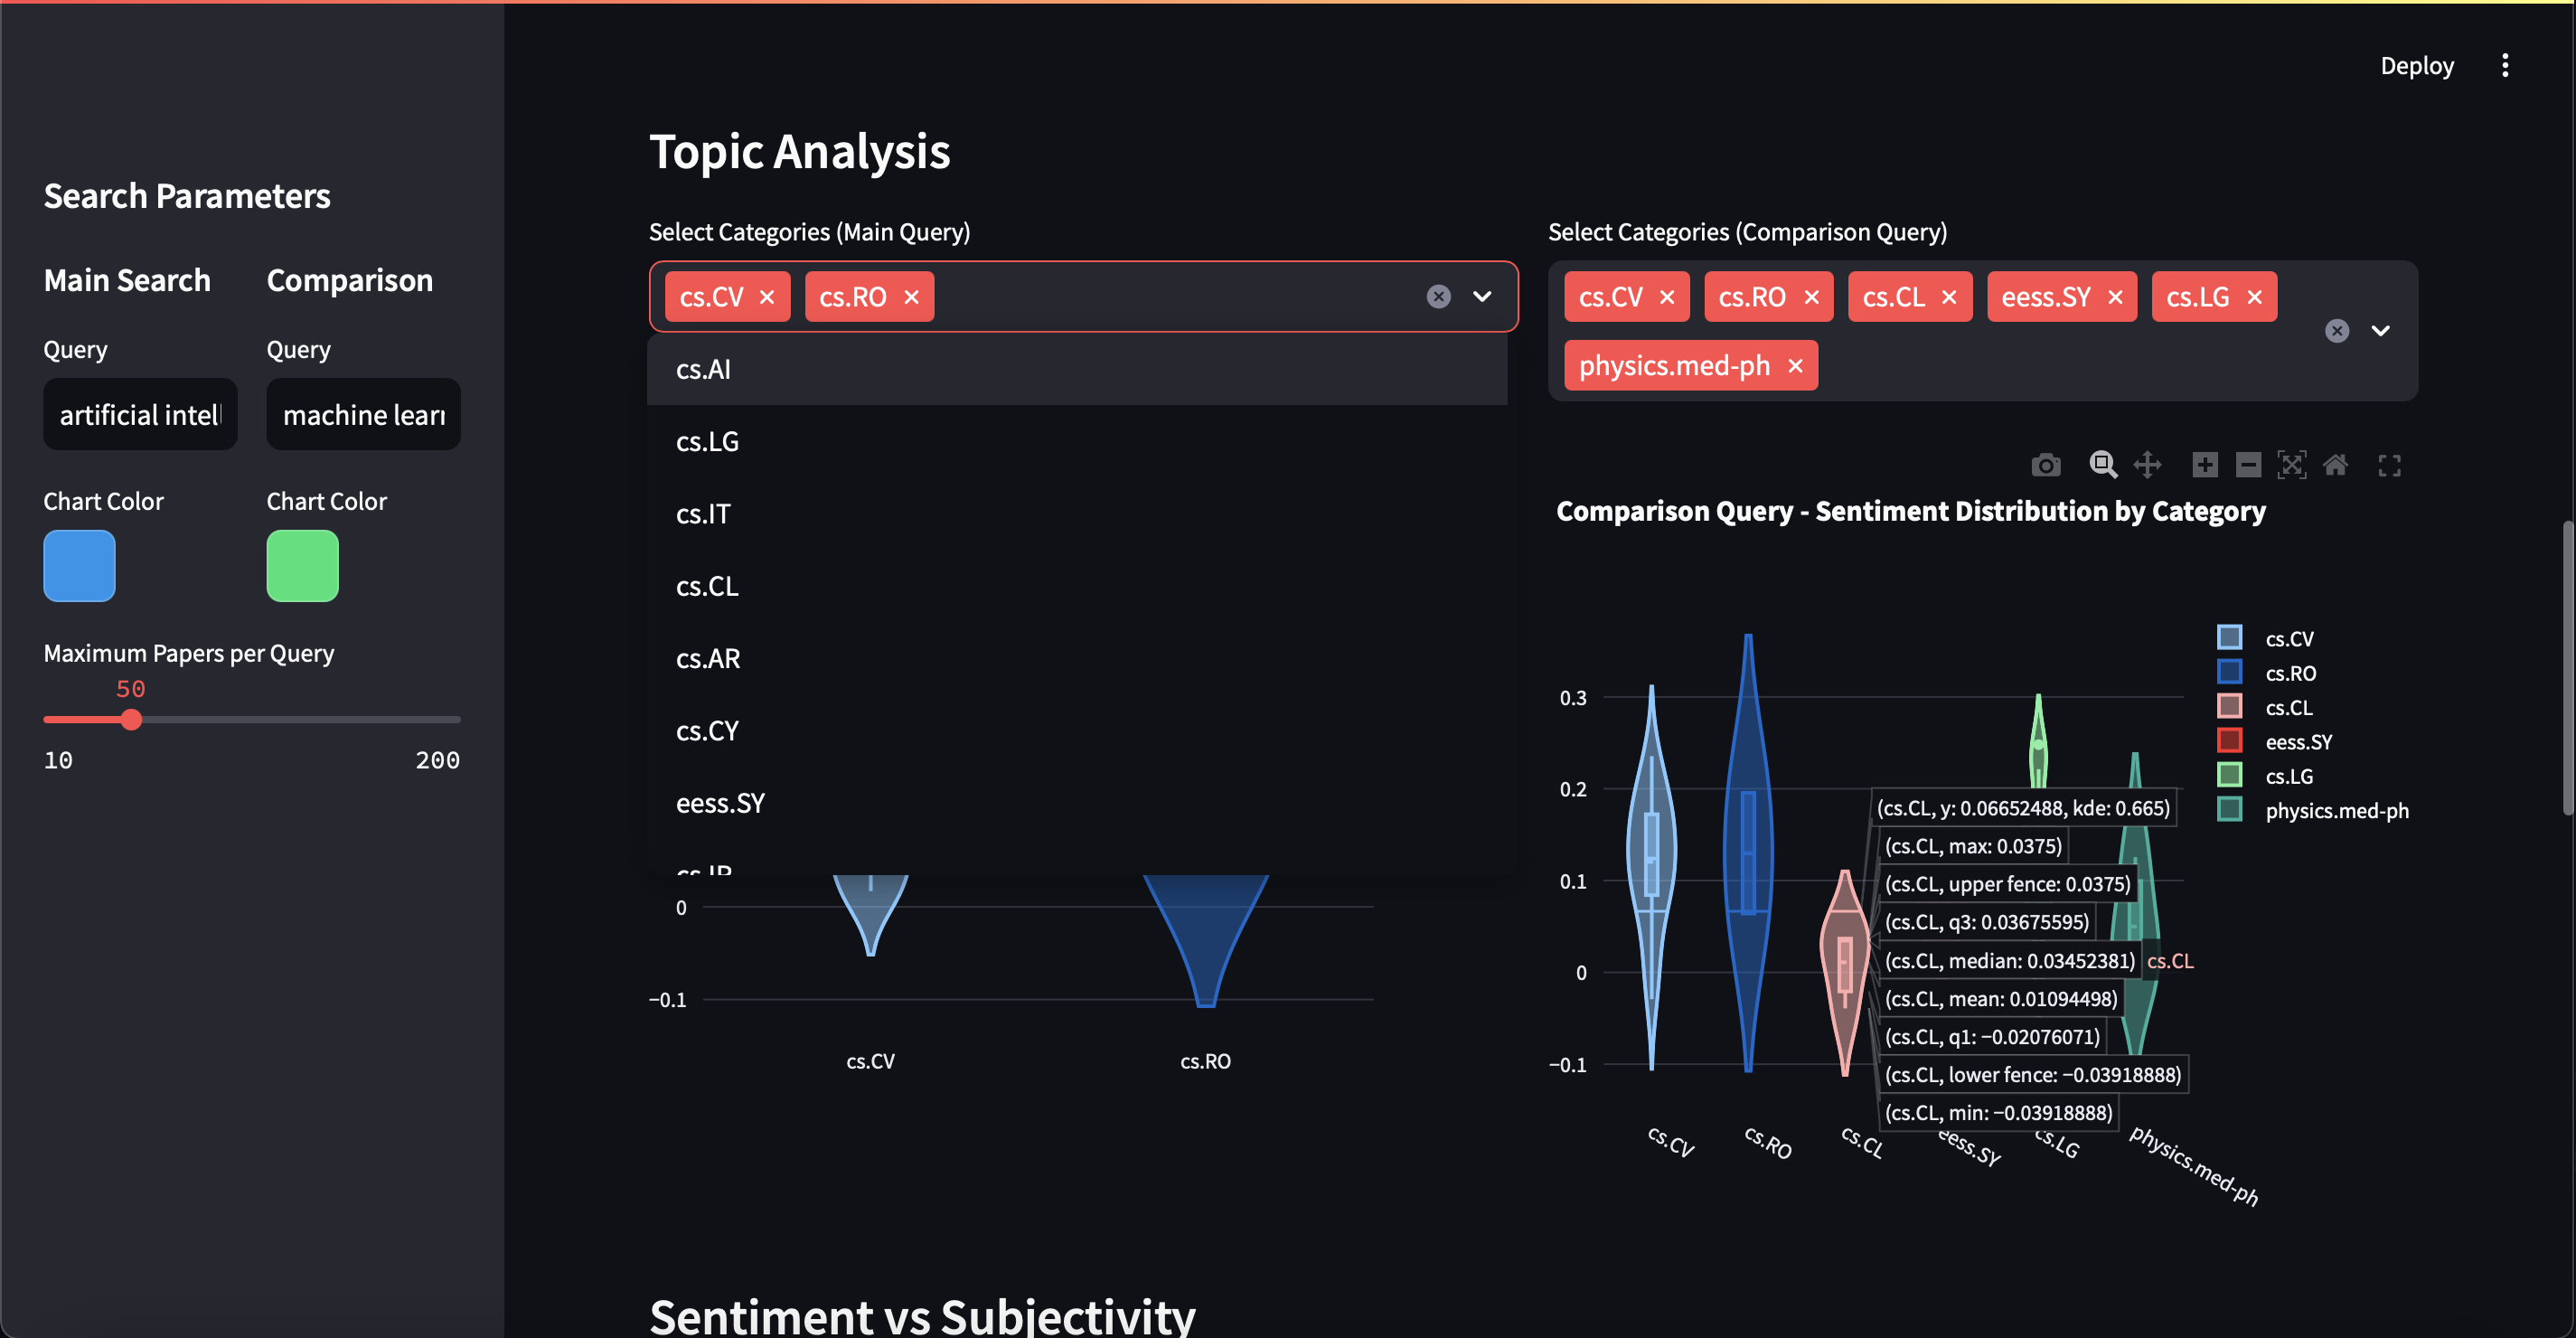 Deploy
Search Parameters
Main Search
Comparison
Query
Query
artificial intel
machine lear
Chart Color
Chart Color
Maximum Papers per Query
50
10
200
Topic Analysis
Select Categories (Main Query)
cs.CV
cs.RO
cs.AI
cs.LG
cs.IT
cs.CL
cs.AR
cs.CY
eess.SY
cs.IR
0
−0.1
cs.CV
cs.RO
Select Categories (Comparison Query)
cs.CV
cs.RO
cs.CL
eess.SY
cs.LG
physics.med-ph
Comparison Query - Sentiment Distribution by Category
0.3
0.2
0.1
0
−0.1
(cs.CL, y: 0.06652488, kde: 0.665)
(cs.CL, max: 0.0375)
(cs.CL, upper fence: 0.0375)
(cs.CL, q3: 0.03675595)
(cs.CL, median: 0.03452381)
cs.CL
(cs.CL, mean: 0.01094498)
(cs.CL, q1: −0.02076071)
(cs.CL, lower fence: −0.03918888)
(cs.CL, min: −0.03918888)
cs.CV
cs.RO
cs.CL
eess.SY
cs.LG
physics.med-ph
cs.CV
cs.RO
cs.CL
eess.SY
cs.LG
physics.med-ph
Sentiment vs Subjectivity